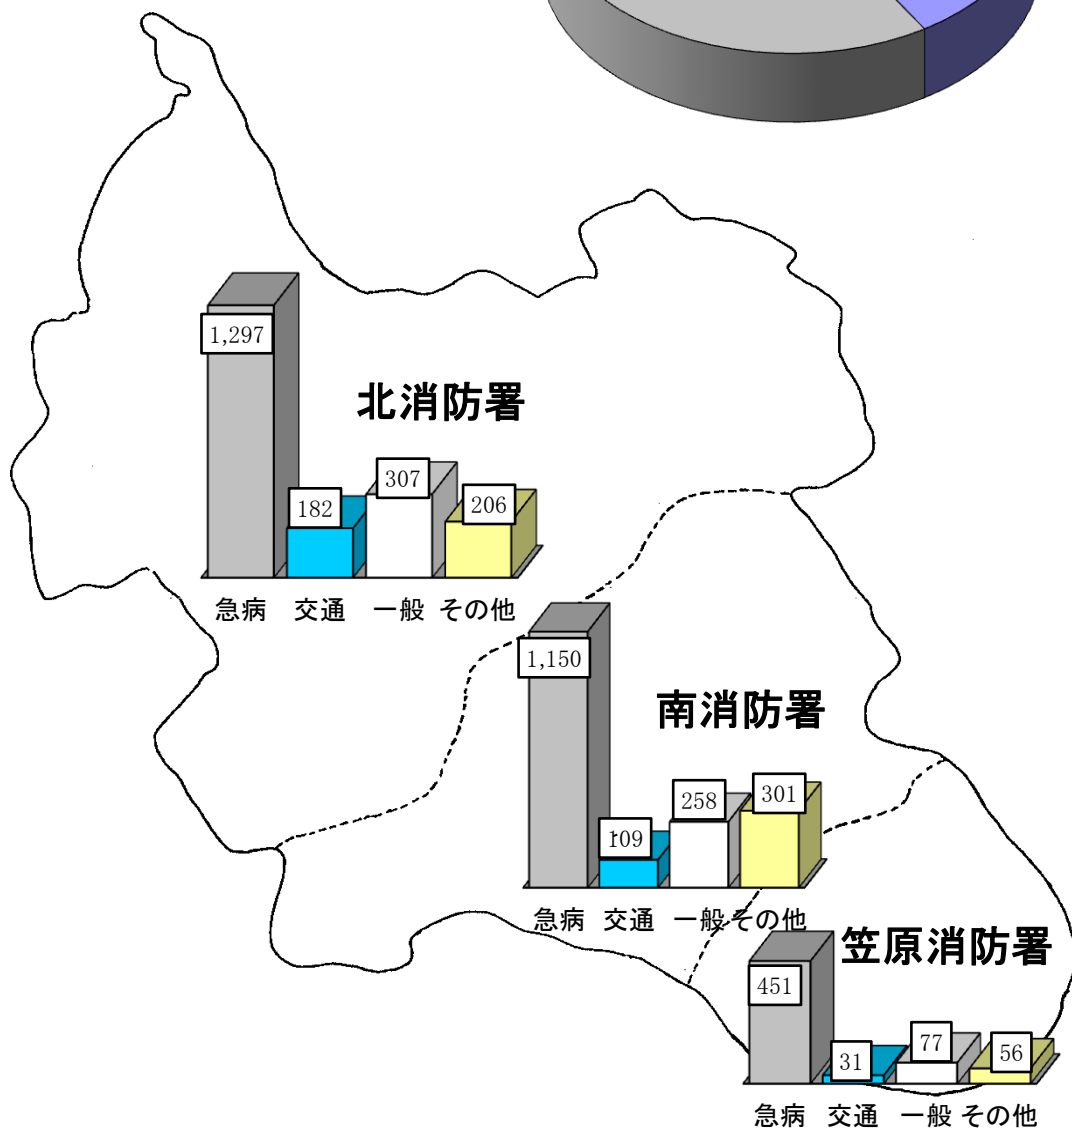 1,297
北消防署
182
307
206
急病 交通 一般 その他
1,150
南消防署
109
258
301
急病 交通 一般 その他
笠原消防署
451
31
77
56
急病 交通 一般 その他